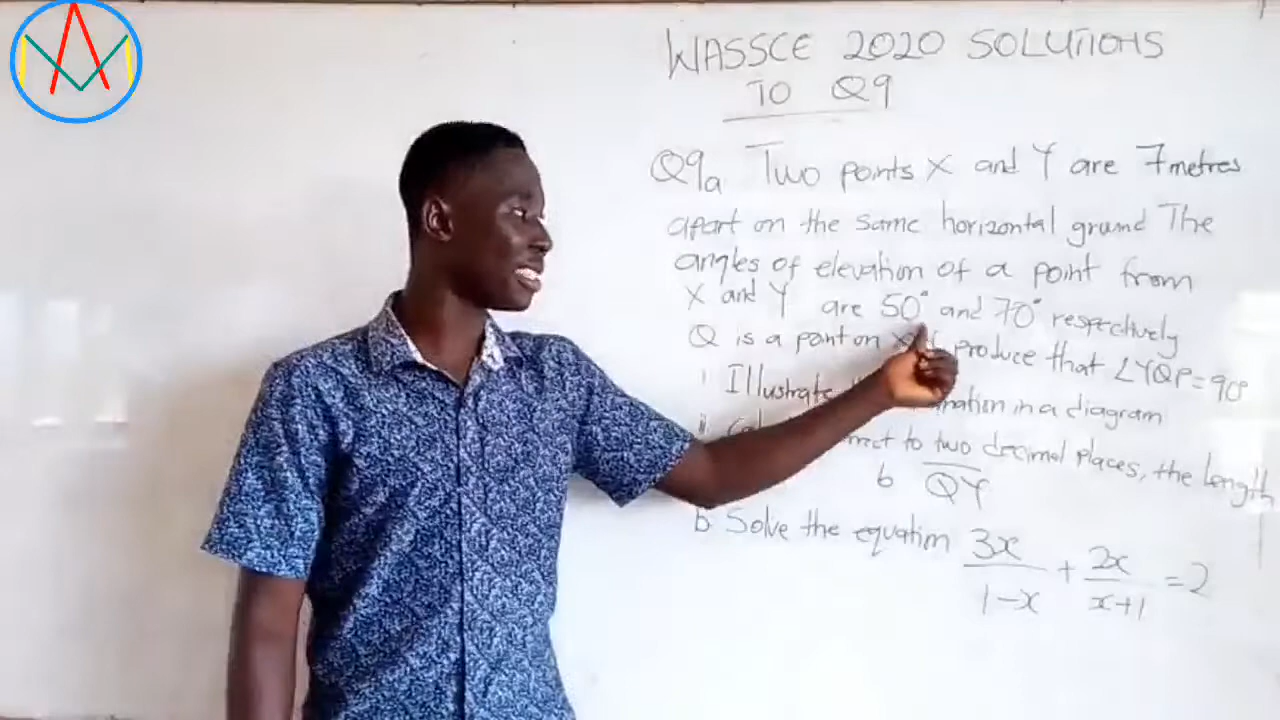 WASSCE 2020 SOLUTIONS
TO Q9
Q9a Two points X and Y are 7metres
apart on the same horizontal ground The
angles of elevation of a point from
X and Y are 50° and 70° respectively
Q is a point on produce that ∠YQP=90°
i Illustrate in a diagram
ii to two decimal places, the length
b QY
b Solve the equation 3x/1-x + 2x/x+1 =2